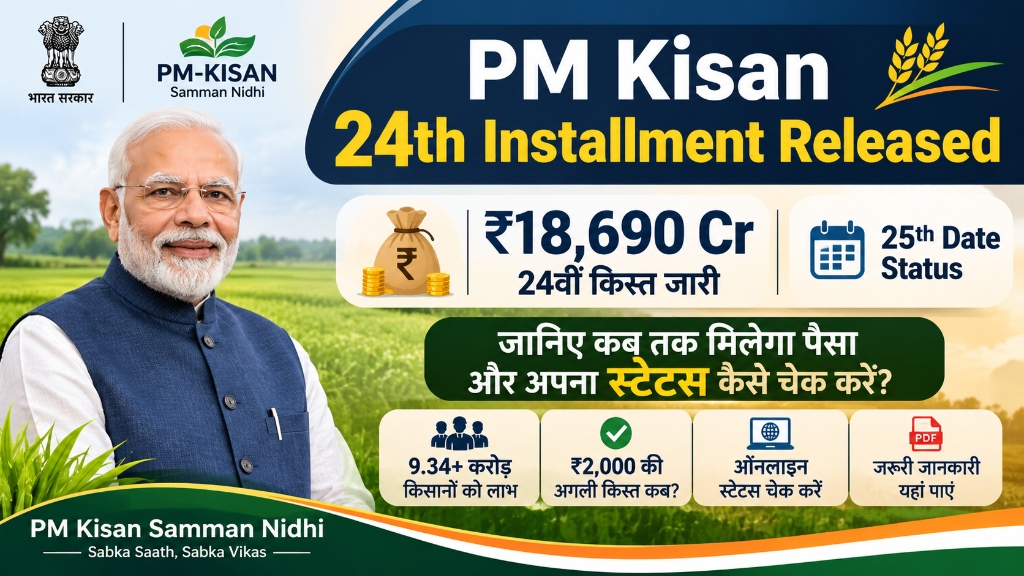 भारत सरकार
PM-KISAN
Samman Nidhi
PM Kisan
24th Installment Released
₹
₹18,690 Cr
24वीं किस्त जारी
25th Date
Status
जानिए कब तक मिलेगा पैसा
और अपना स्टेटस कैसे चेक करें?
9.34+ करोड़
किसानों को लाभ
₹2,000 की
अगली किस्त कब?
ऑनलाइन
स्टेटस चेक करें
PDF
जरूरी जानकारी
यहां पाएं
PM Kisan Samman Nidhi
Sabka Saath, Sabka Vikas